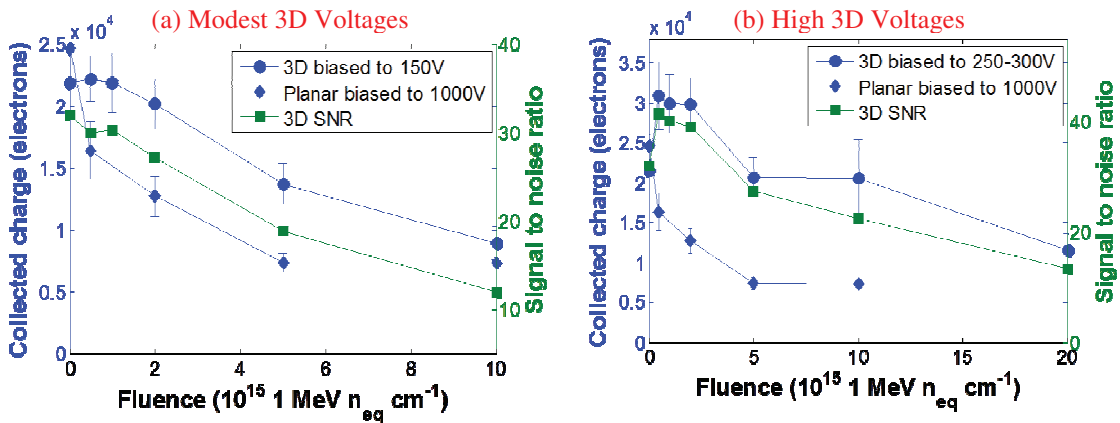 (a) Modest 3D Voltages
x 10^4
2.5
2
1.5
1
0.5
0
Collected charge (electrons)
3D biased to 150V
Planar biased to 1000V
3D SNR
40
30
20
10
Signal to noise ratio
0 2 4 6 8 10
Fluence (10^15 1 MeV n_eq cm^-1)
(b) High 3D Voltages
x 10^4
3.5
3
2.5
2
1.5
1
0.5
0
Collected charge (electrons)
3D biased to 250-300V
Planar biased to 1000V
3D SNR
40
20
0
Signal to noise ratio
0 5 10 15 20
Fluence (10^15 1 MeV n_eq cm^-1)